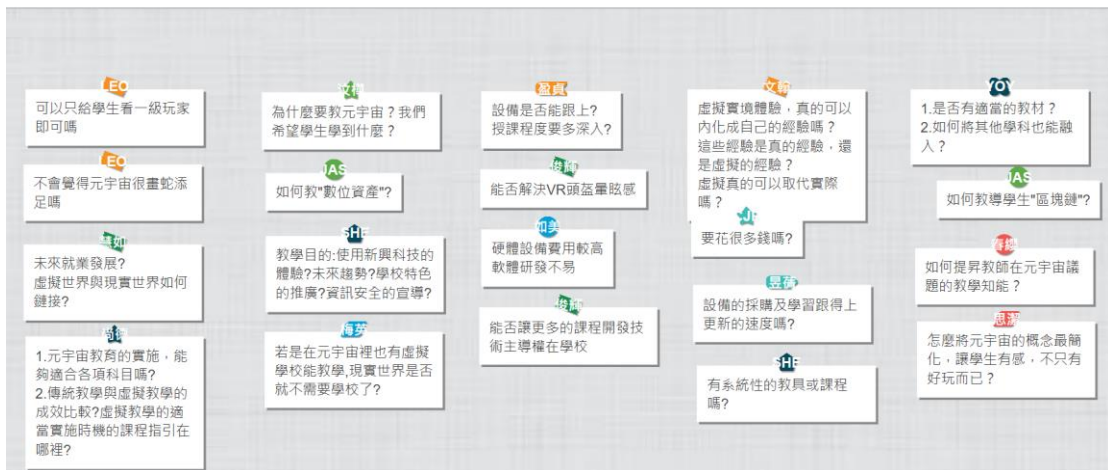 LEO
可以只給學生看一級玩家
即可嗎
LEO
不會覺得元宇宙很畫蛇添
足嗎
未來就業發展?
虛擬世界與現實世界如何
鏈接?
1.元宇宙教育的實施，能
夠適合各項科目嗎?
2.傳統教學與虛擬教學的
成效比較?虛擬教學的適
當實施時機的課程指引在
哪裡?
為什麼要教元宇宙？我們
希望學生學到什麼？
JAS
如何教"數位資產"?
SHE
教學目的:使用新興科技的
體驗?未來趨勢?學校特色
的推廣?資訊安全的宣導?
梅英
若是在元宇宙裡也有虛擬
學校能教學,現實世界是否
就不需要學校了?
盈貞
設備是否能跟上?
授課程度要多深入?
俊輝
能否解決VR頭盔暈眩感
如美
硬體設備費用較高
軟體研發不易
俊輝
能否讓更多的課程開發技
術主導權在學校
虛擬實境體驗，真的可以
內化成自己的經驗嗎？
這些經驗是真的經驗，還
是虛擬的經驗？
虛擬真的可以取代實際
嗎？
要花很多錢嗎?
設備的採購及學習跟得上
更新的速度嗎?
SHE
有系統性的教具或課程
嗎?
1.是否有適當的教材？
2.如何將其他學科也能融
入？
JAS
如何教導學生"區塊鏈"?
如何提昇教師在元宇宙議
題的教學知能？
思潔
怎麼將元宇宙的概念最簡
化，讓學生有感，不只有
好玩而已？